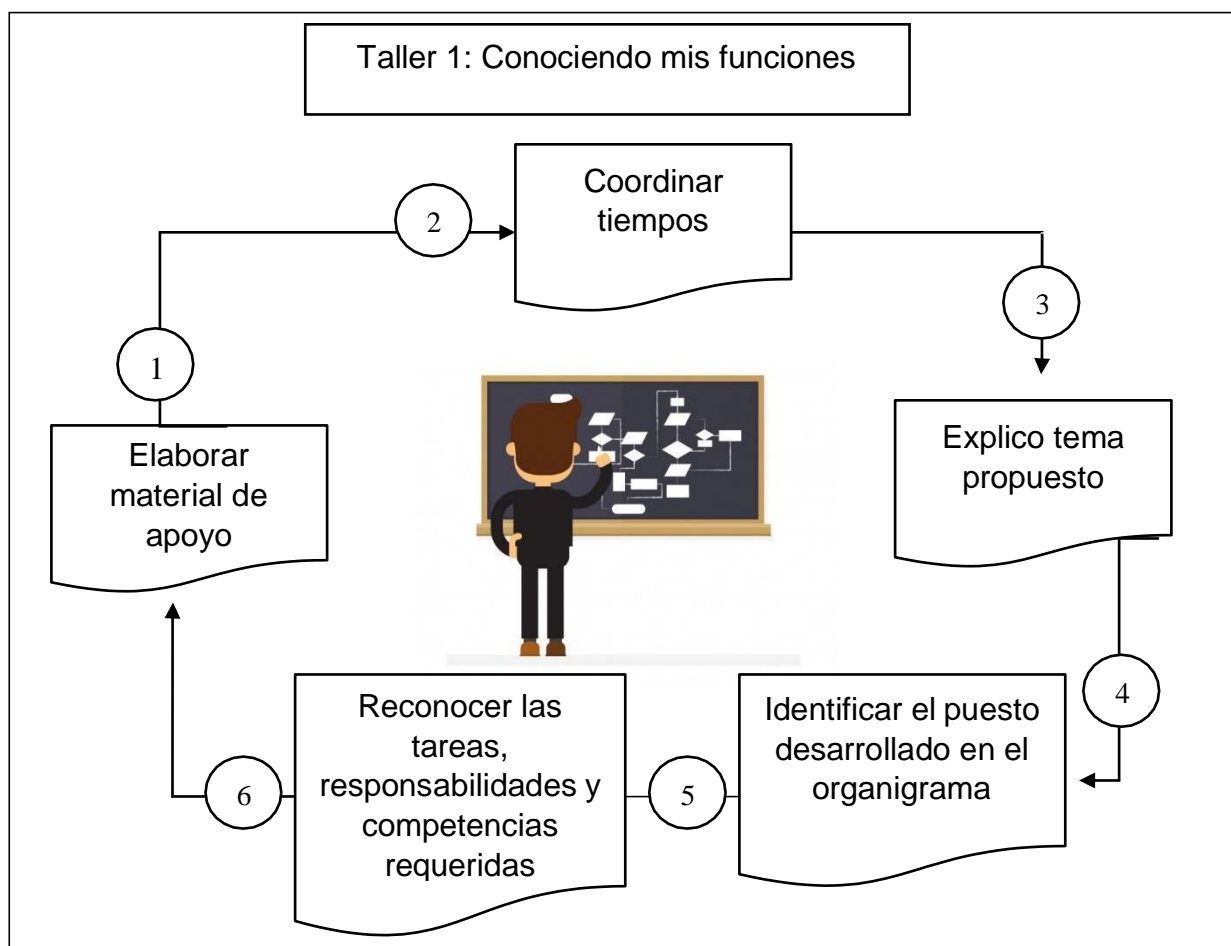 Taller 1: Conociendo mis funciones
2
Coordinar
tiempos
3
1
Elaborar
material de
apoyo
Explico tema
propuesto
4
Identificar el puesto
desarrollado en el
organigrama
5
Reconocer las
tareas,
responsabilidades y
competencias
requeridas
6